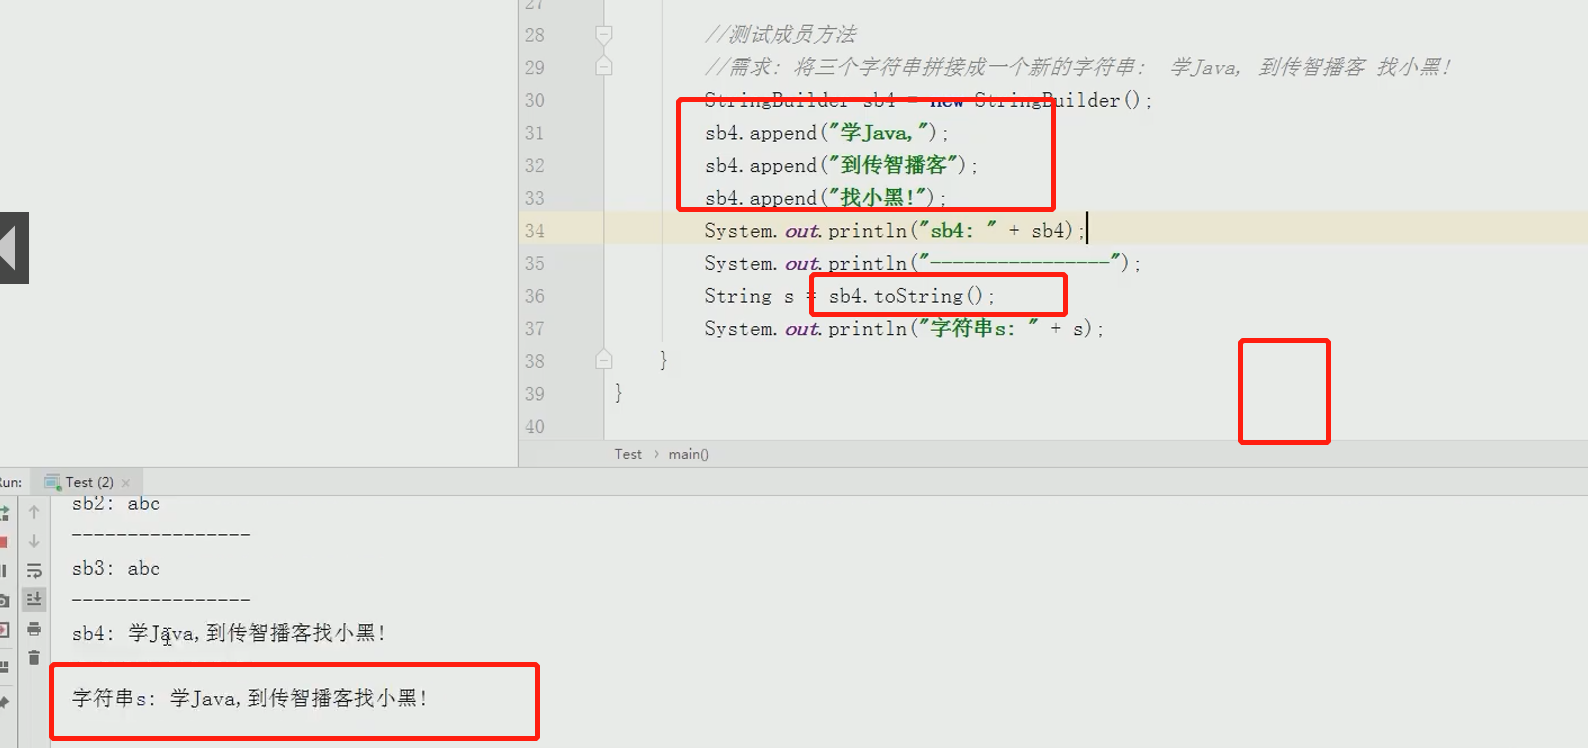 27
28 //测试成员方法
29 //需求: 将三个字符串拼接成一个新的字符串: 学Java, 到传智播客 找小黑!
30 StringBuilder sb4 = new StringBuilder();
31 sb4.append("学Java,");
32 sb4.append("到传智播客");
33 sb4.append("找小黑!");
34 System.out.println("sb4: " + sb4);
35 System.out.println("----------------");
36 String s = sb4.toString();
37 System.out.println("字符串s: " + s);
38 }
39 }
40
Test › main()
Run: Test (2) ×
sb2: abc
----------------
sb3: abc
----------------
sb4: 学Java,到传智播客找小黑!
字符串s: 学Java,到传智播客找小黑!